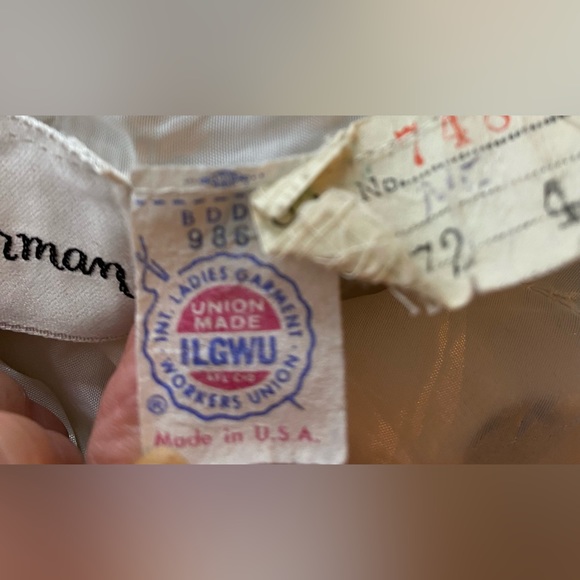 rman
BDD
986
INT. LADIES GARMENT
UNION
MADE
ILGWU
AFL CIO
WORKERS UNION
®
Made in U.S.A.
No.
72